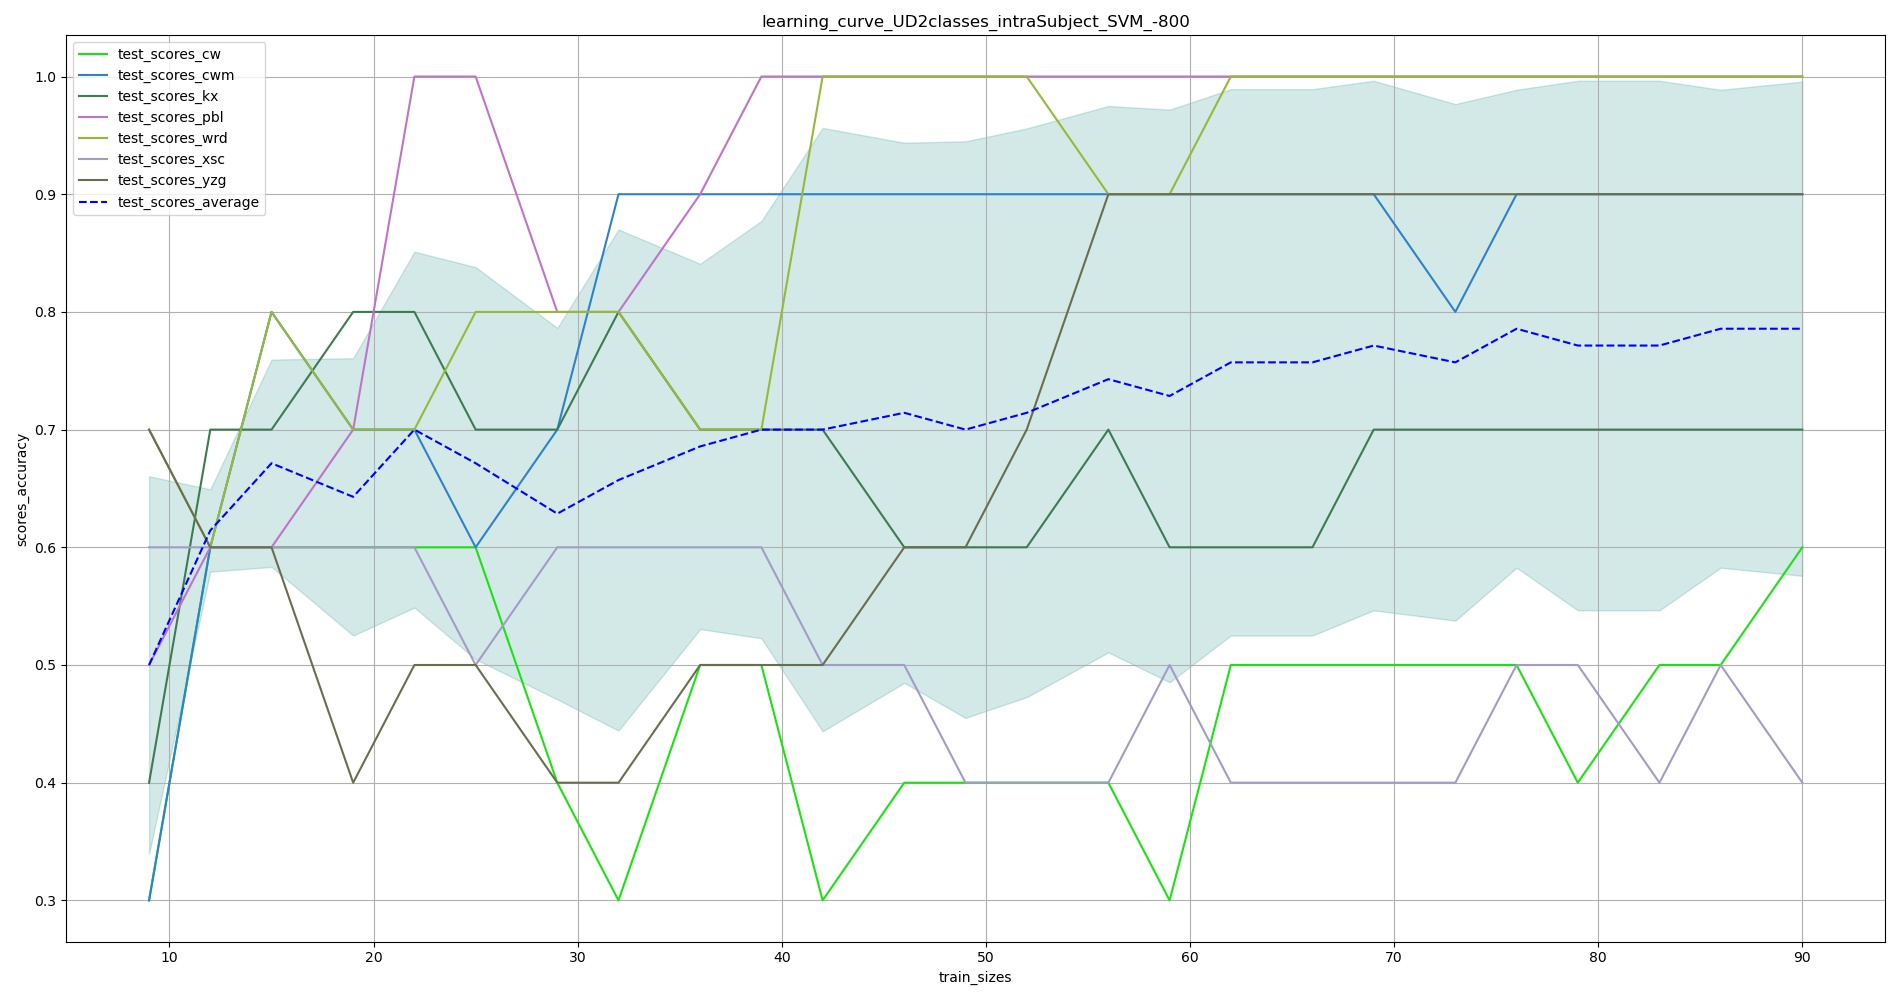 learning_curve_UD2classes_intraSubject_SVM_-800
test_scores_cw
test_scores_cwm
test_scores_kx
test_scores_pbl
test_scores_wrd
test_scores_xsc
test_scores_yzg
test_scores_average
scores_accuracy
1.0
0.9
0.8
0.7
0.6
0.5
0.4
0.3
10 20 30 40 50 60 70 80 90
train_sizes